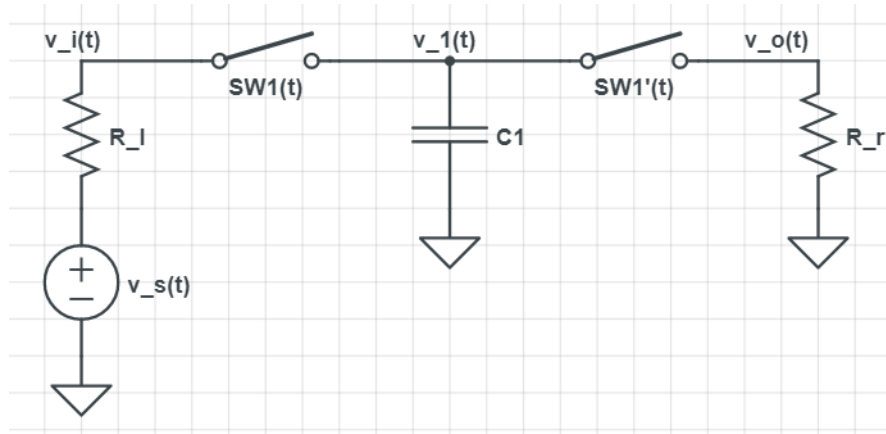 v_i(t)
v_1(t)
v_o(t)
SW1(t)
SW1'(t)
R_l
C1
R_r
+
−
v_s(t)